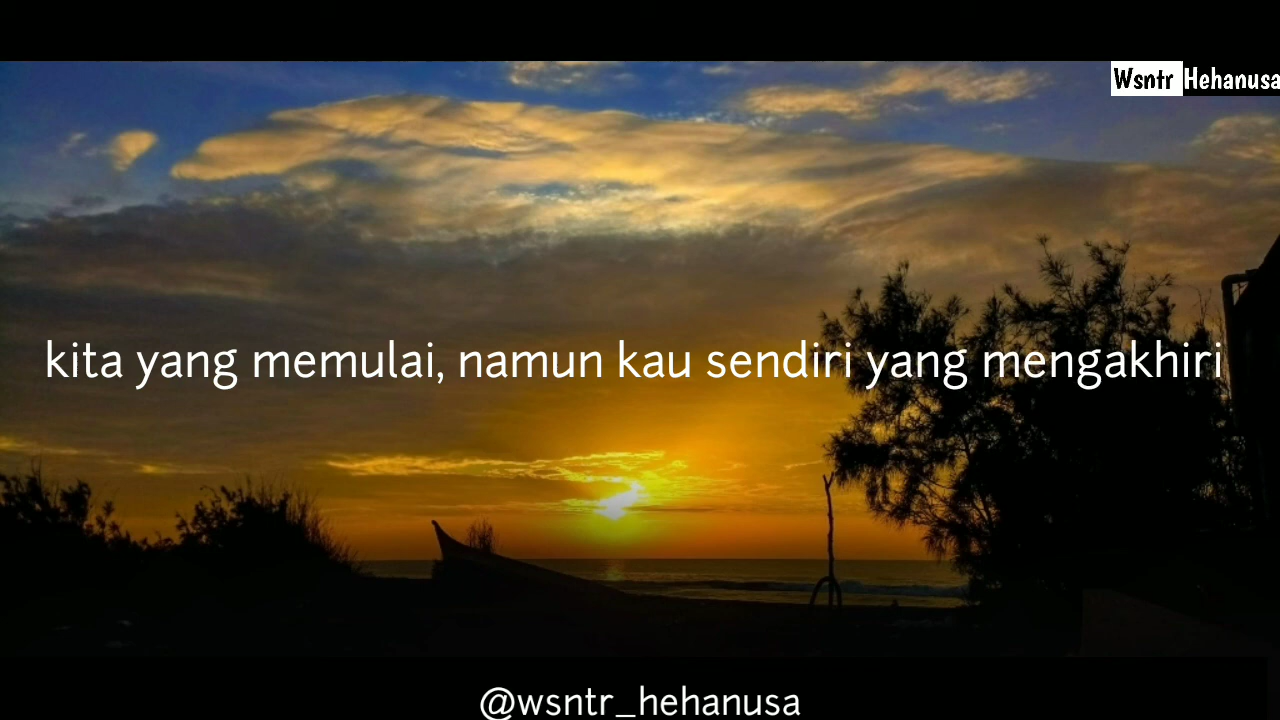 Wsntr Hehanusa
kita yang memulai, namun kau sendiri yang mengakhiri
@wsntr_hehanusa